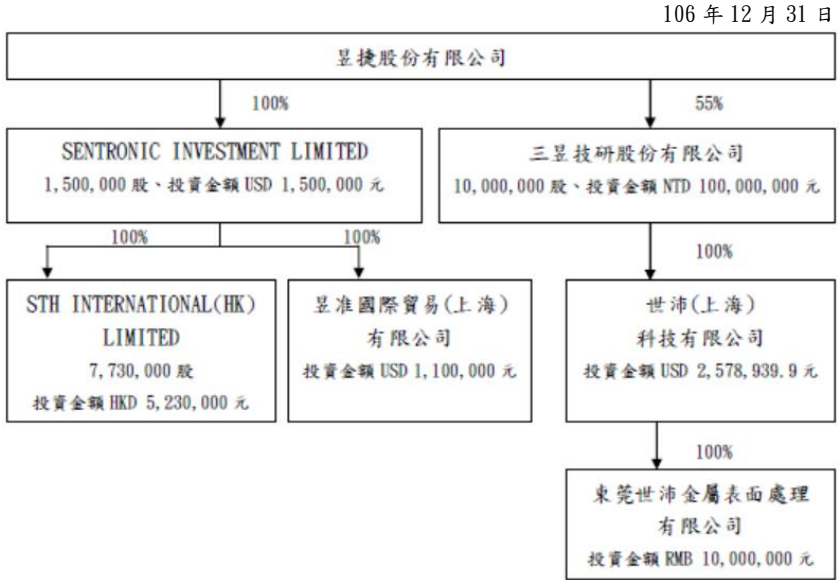 106 年 12 月 31 日
昱捷股份有限公司
100%
55%
SENTRONIC INVESTMENT LIMITED
1,500,000 股、投資金額 USD 1,500,000 元
三昱技研股份有限公司
10,000,000 股、投資金額 NTD 100,000,000 元
100%
100%
100%
STH INTERNATIONAL(HK)
LIMITED
7,730,000 股
投資金額 HKD 5,230,000 元
昱准國際貿易(上海)
有限公司
投資金額 USD 1,100,000 元
世沛(上海)
科技有限公司
投資金額 USD 2,578,939.9 元
100%
東莞世沛金屬表面處理
有限公司
投資金額 RMB 10,000,000 元